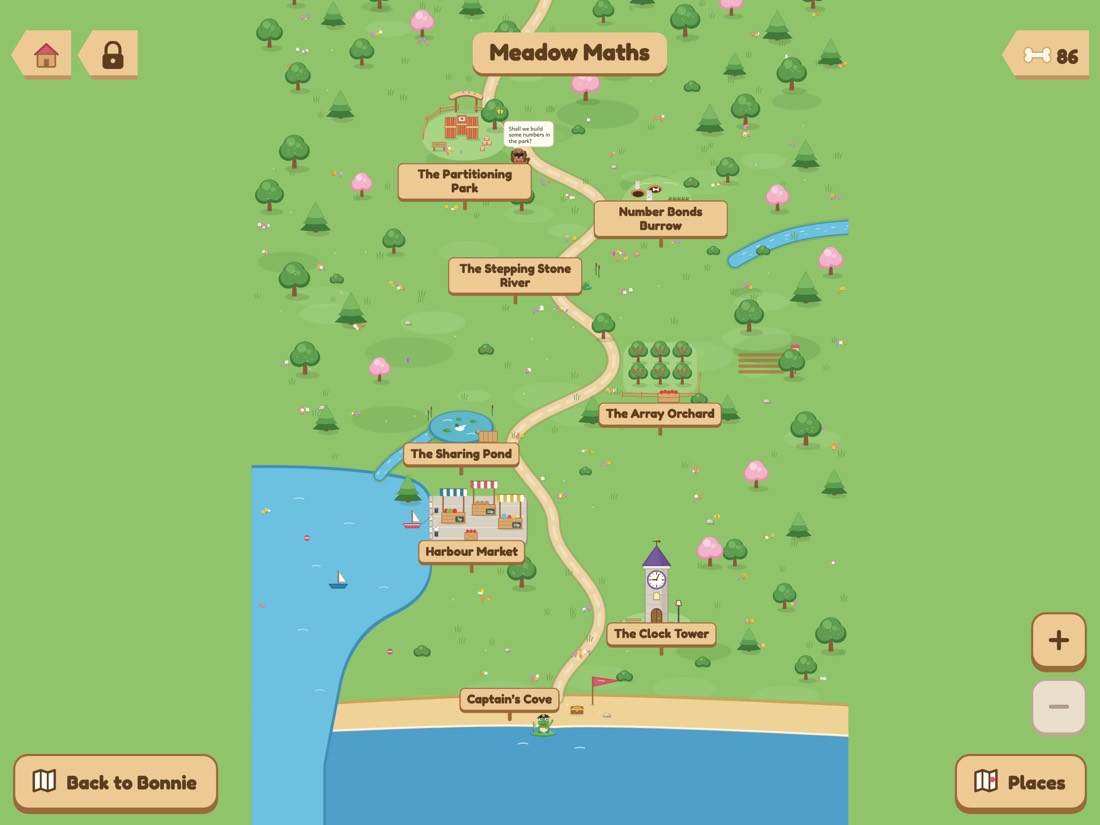 Meadow Maths
86
Shall we build
some numbers in
the park?
The Partitioning
Park
Number Bonds
Burrow
The Stepping Stone
River
The Array Orchard
The Sharing Pond
Harbour Market
The Clock Tower
Captain's Cove
Back to Bonnie
Places